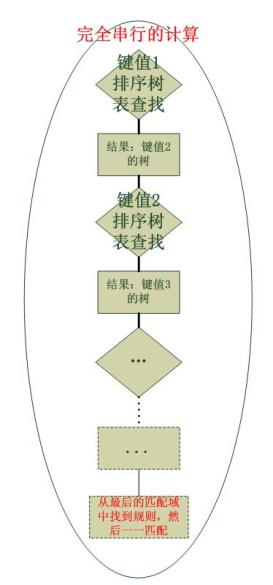 完全串行的计算
键值1
排序树
表查找
结果：键值2
的树
键值2
排序树
表查找
结果：键值3
的树
...
...
从最后的匹配域
中找到规则，然
后一一匹配